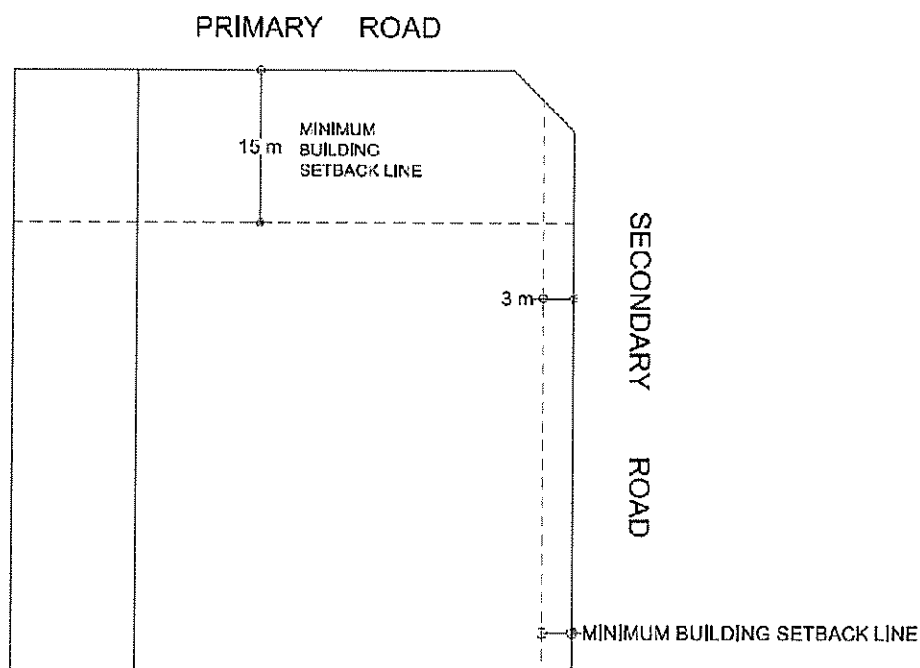 PRIMARY ROAD
15 m
MINIMUM
BUILDING
SETBACK LINE
3 m
SECONDARY ROAD
MINIMUM BUILDING SETBACK LINE